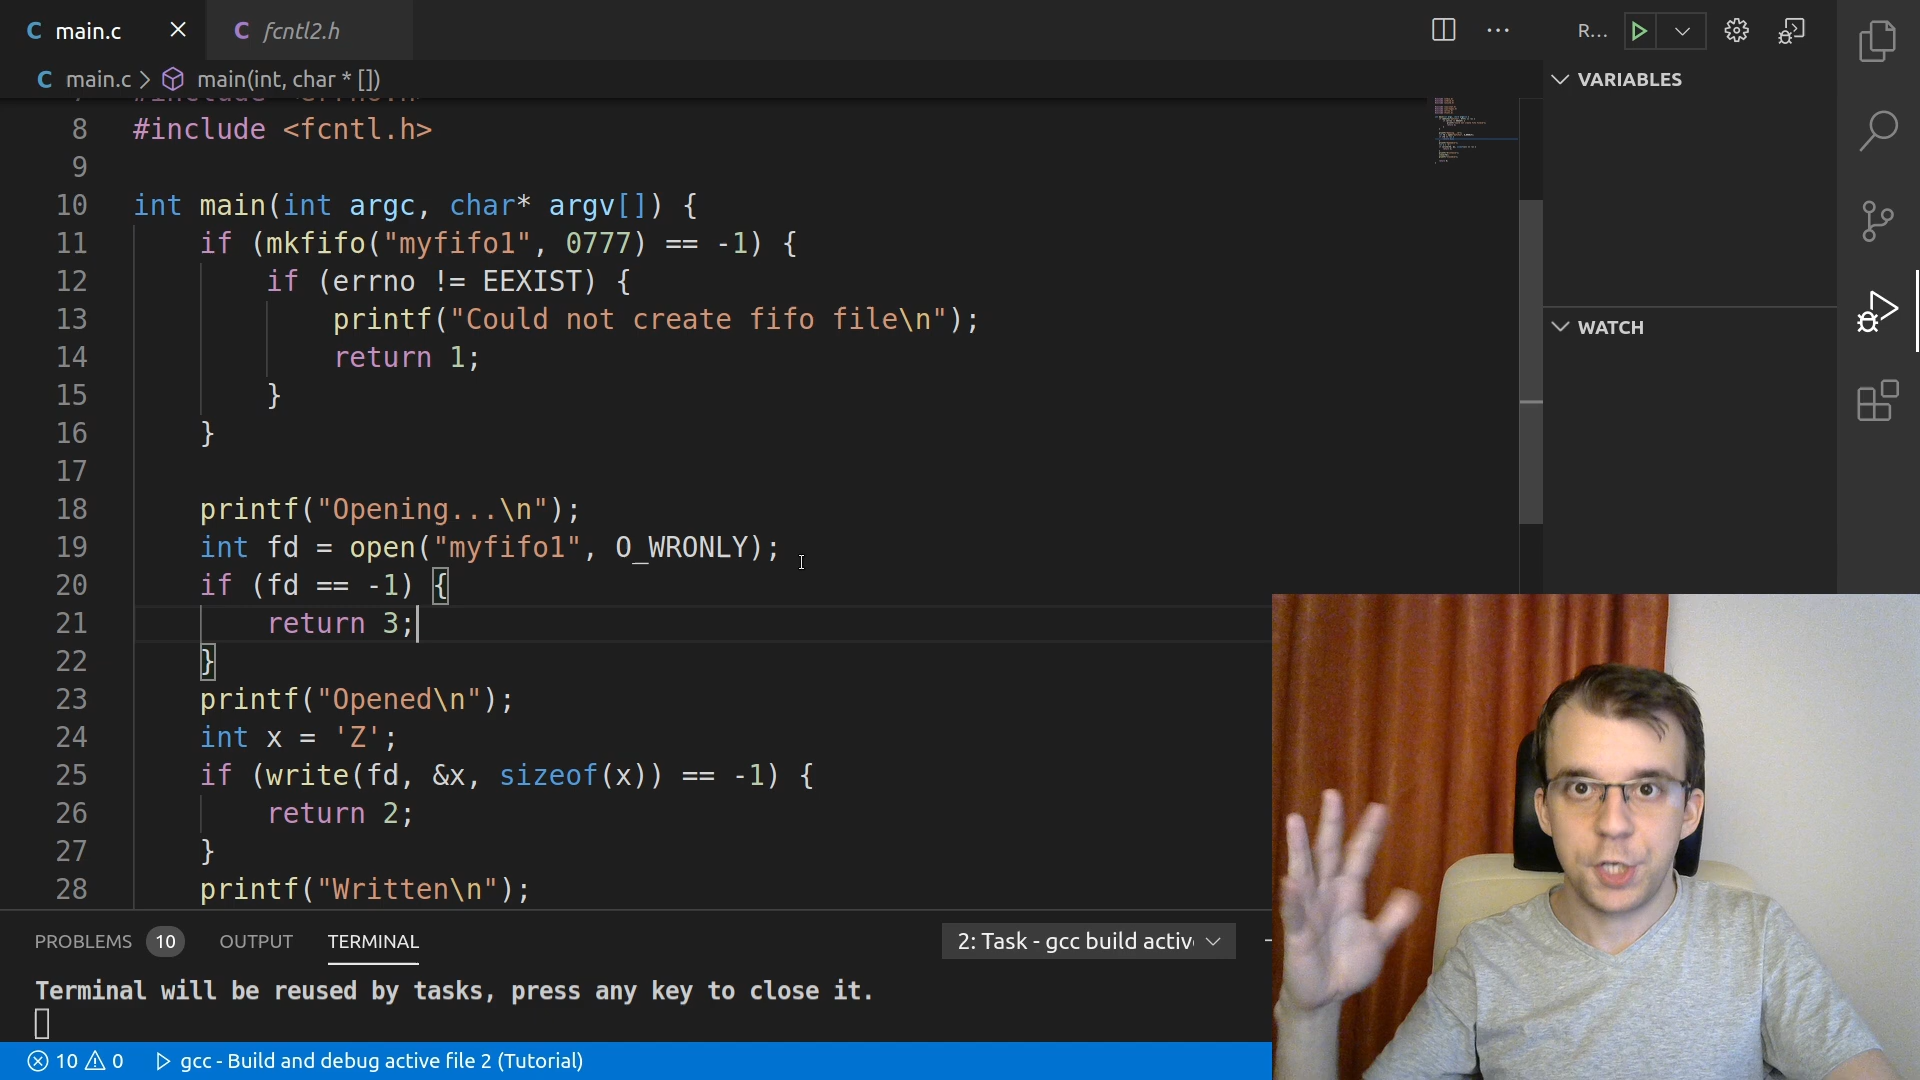 main.c
fcntl2.h
R...
main.c > main(int, char * [])
VARIABLES
8 #include <fcntl.h>
9
10 int main(int argc, char* argv[]) {
11 if (mkfifo("myfifo1", 0777) == -1) {
12 if (errno != EEXIST) {
13 printf("Could not create fifo file\n");
14 return 1;
15 }
16 }
17
18 printf("Opening...\n");
19 int fd = open("myfifo1", O_WRONLY);
20 if (fd == -1) {
21 return 3;
22 }
23 printf("Opened\n");
24 int x = 'Z';
25 if (write(fd, &x, sizeof(x)) == -1) {
26 return 2;
27 }
28 printf("Written\n");
WATCH
PROBLEMS 10 OUTPUT TERMINAL 2: Task - gcc build activ
Terminal will be reused by tasks, press any key to close it.
10 0 gcc - Build and debug active file 2 (Tutorial)